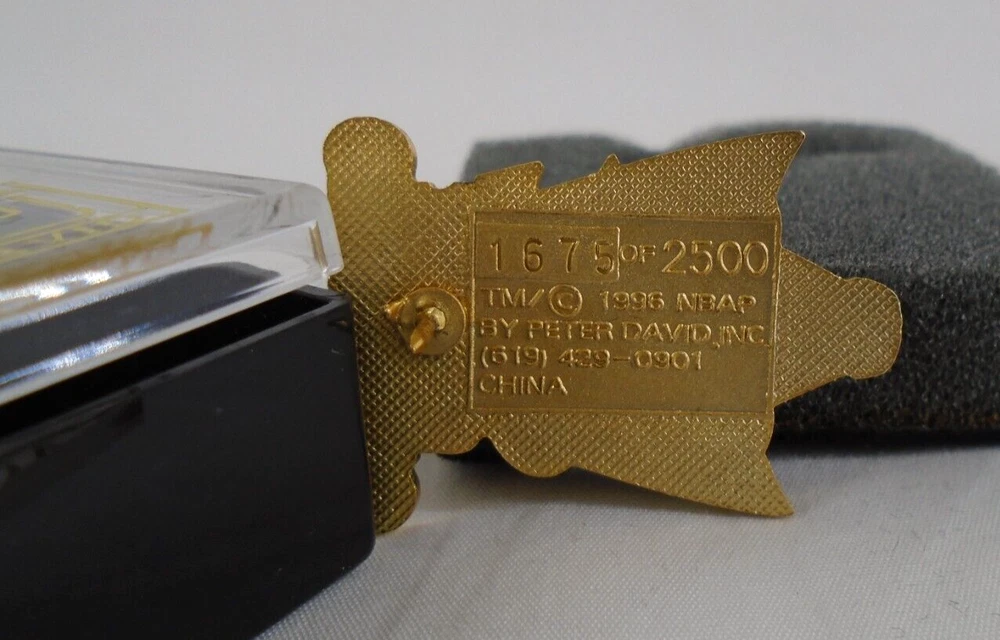 1675 OF 2500
TM/© 1996 NBAP
BY PETER DAVID, INC
(619) 439-0901
CHINA